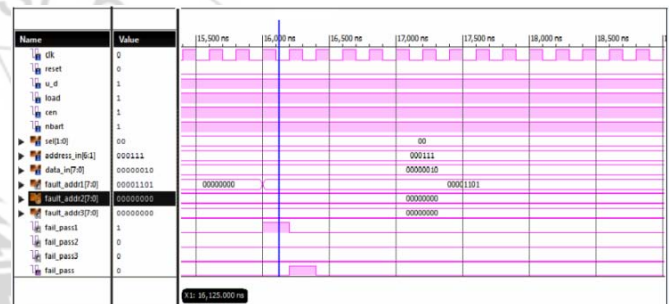 Name Value 15,500 ns 16,000 ns 16,500 ns 17,000 ns 17,500 ns 18,000 ns 18,500 ns
clk 0
reset 0
u_d 1
load 1
cen 1
nbart 1
sel[1:0] 00 00
address_in[6:1] 000111 000111
data_in[7:0] 00000010 00000010
fault_addr1[7:0] 00001101 00000000 00001101
fault_addr2[7:0] 00000000 00000000
fault_addr3[7:0] 00000000 00000000
fail_pass1 1
fail_pass2 0
fail_pass3 0
fail_pass 0
X1: 16,125.000 ns